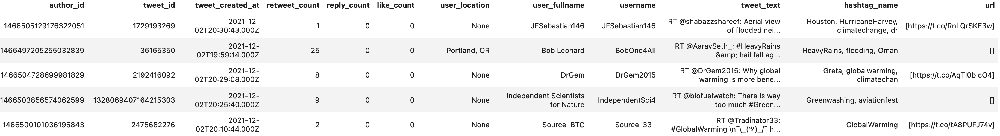 author_id tweet_id tweet_created_at retweet_count reply_count like_count user_location user_fullname username tweet_text hashtag_name url
1466505129176322051 1729193269 2021-12-02T20:30:43.000Z 1 0 0 None JFSebastian146 JFSebastian146 RT @shabazzshareef: Aerial view of flooded nei... Houston, HurricaneHarvey, climatechange, dr [https://t.co/RnLQrSKE3w]
1466497205255032839 36165350 2021-12-02T19:59:14.000Z 25 0 0 Portland, OR Bob Leonard BobOne4All RT @AaravSeth_: #HeavyRains &amp; hail fall ag... HeavyRains, flooding, Oman []
1466504728699981829 2192416092 2021-12-02T20:29:08.000Z 8 0 0 None DrGem DrGem2015 RT @DrGem2015: Why global warming is more bene... Greta, globalwarming, climatechan [https://t.co/AqTl0bIcO4]
1466503856574062599 1328069407164215303 2021-12-02T20:25:40.000Z 9 0 0 None Independent Scientists for Nature IndependentSci4 RT @biofuelwatch: There is way too much #Green... Greenwashing, aviationfest []
1466500101036195843 2475682276 2021-12-02T20:10:44.000Z 2 0 0 None Source_BTC Source_33_ RT @Tradinator33: #GlobalWarming \n¯\_(ツ)_/¯ h... GlobalWarming [https://t.co/tA8PUFJ74v]